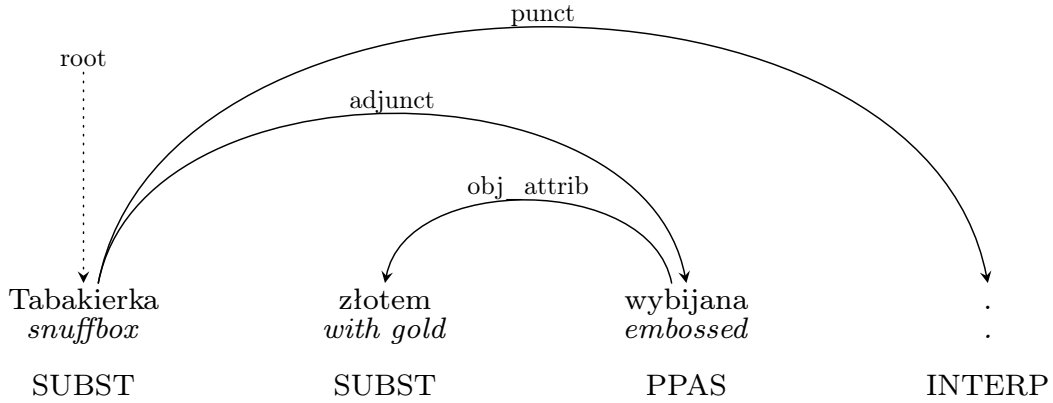 punct
root
adjunct
obj_attrib
Tabakierka złotem wybijana .
snuffbox with gold embossed .
SUBST SUBST PPAS INTERP